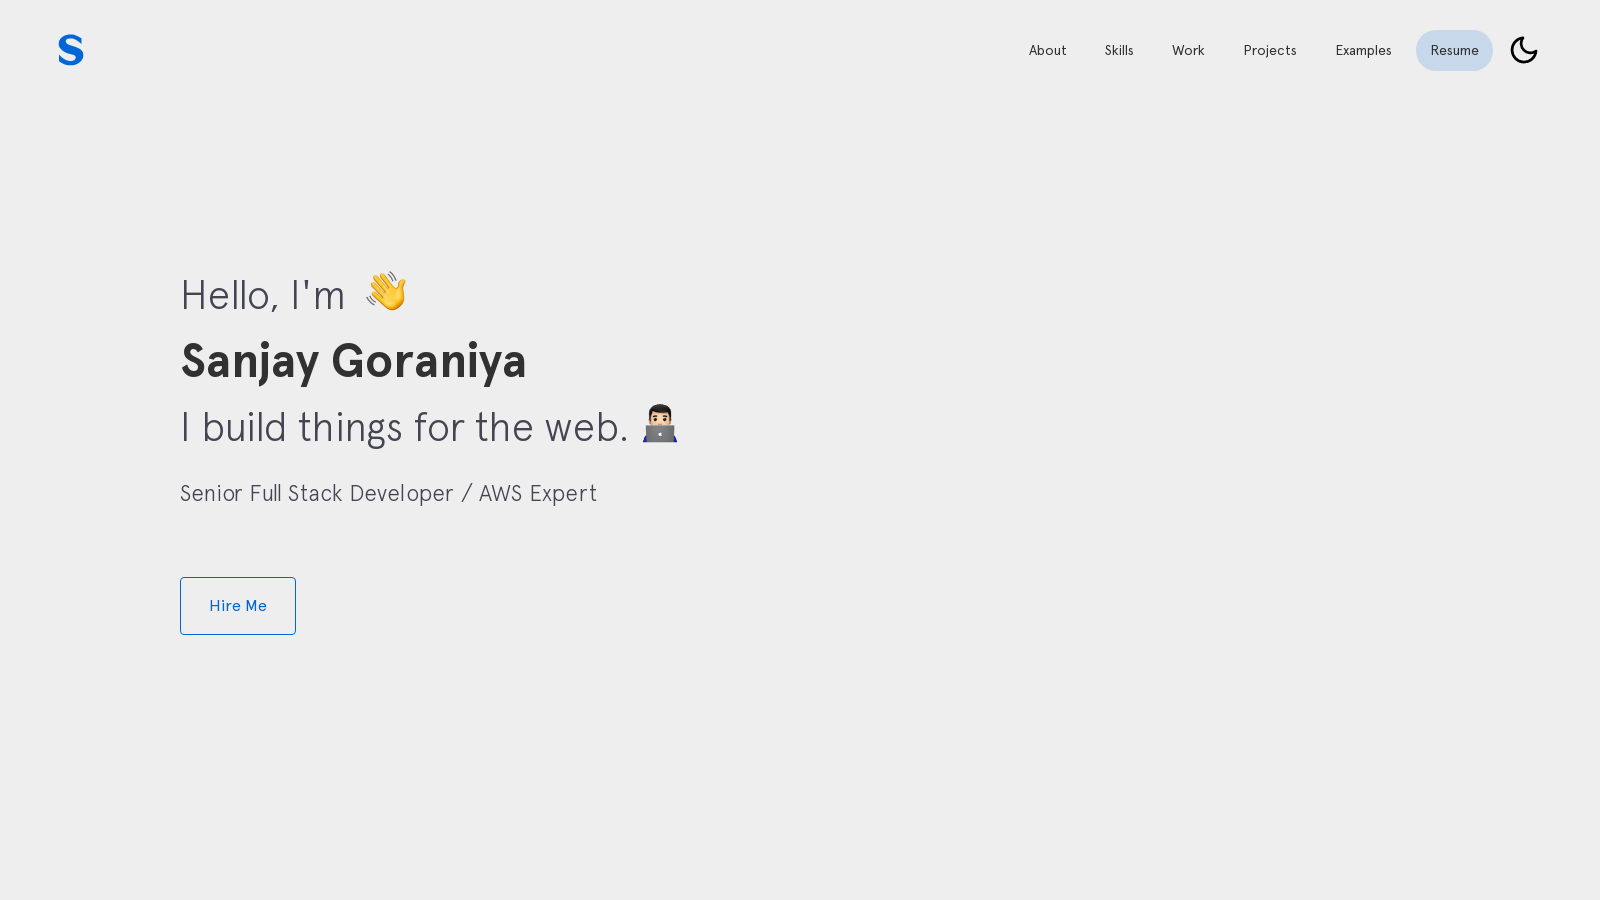 S
About
Skills
Work
Projects
Examples
Resume
Hello, I'm 👋
Sanjay Goraniya
I build things for the web. 👨🏻‍💻
Senior Full Stack Developer / AWS Expert
Hire Me